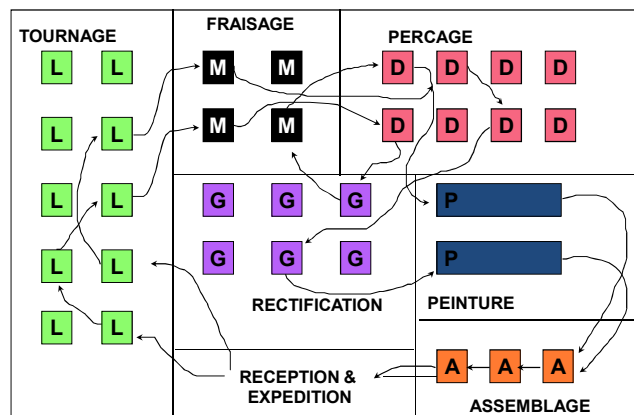 TOURNAGE
FRAISAGE
PERCAGE
L L
M M
D D D D
L L
M M
D D D D
L L
G G G
P
L L
G G G
P
RECTIFICATION
PEINTURE
L L
RECEPTION &
EXPEDITION
A A A
ASSEMBLAGE